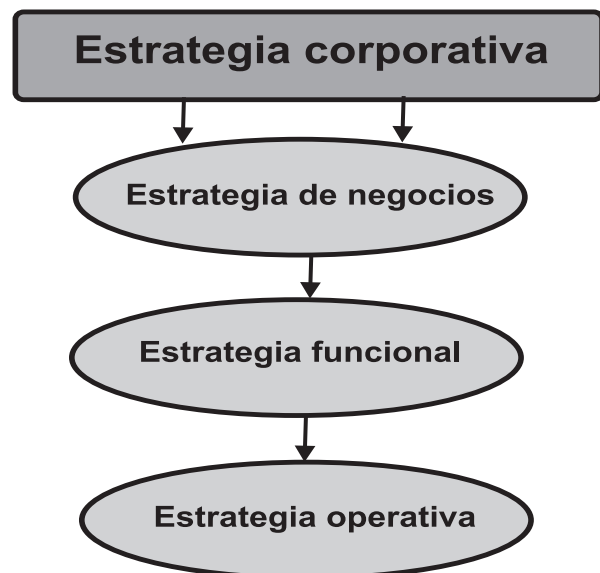 Estrategia corporativa
Estrategia de negocios
Estrategia funcional
Estrategia operativa